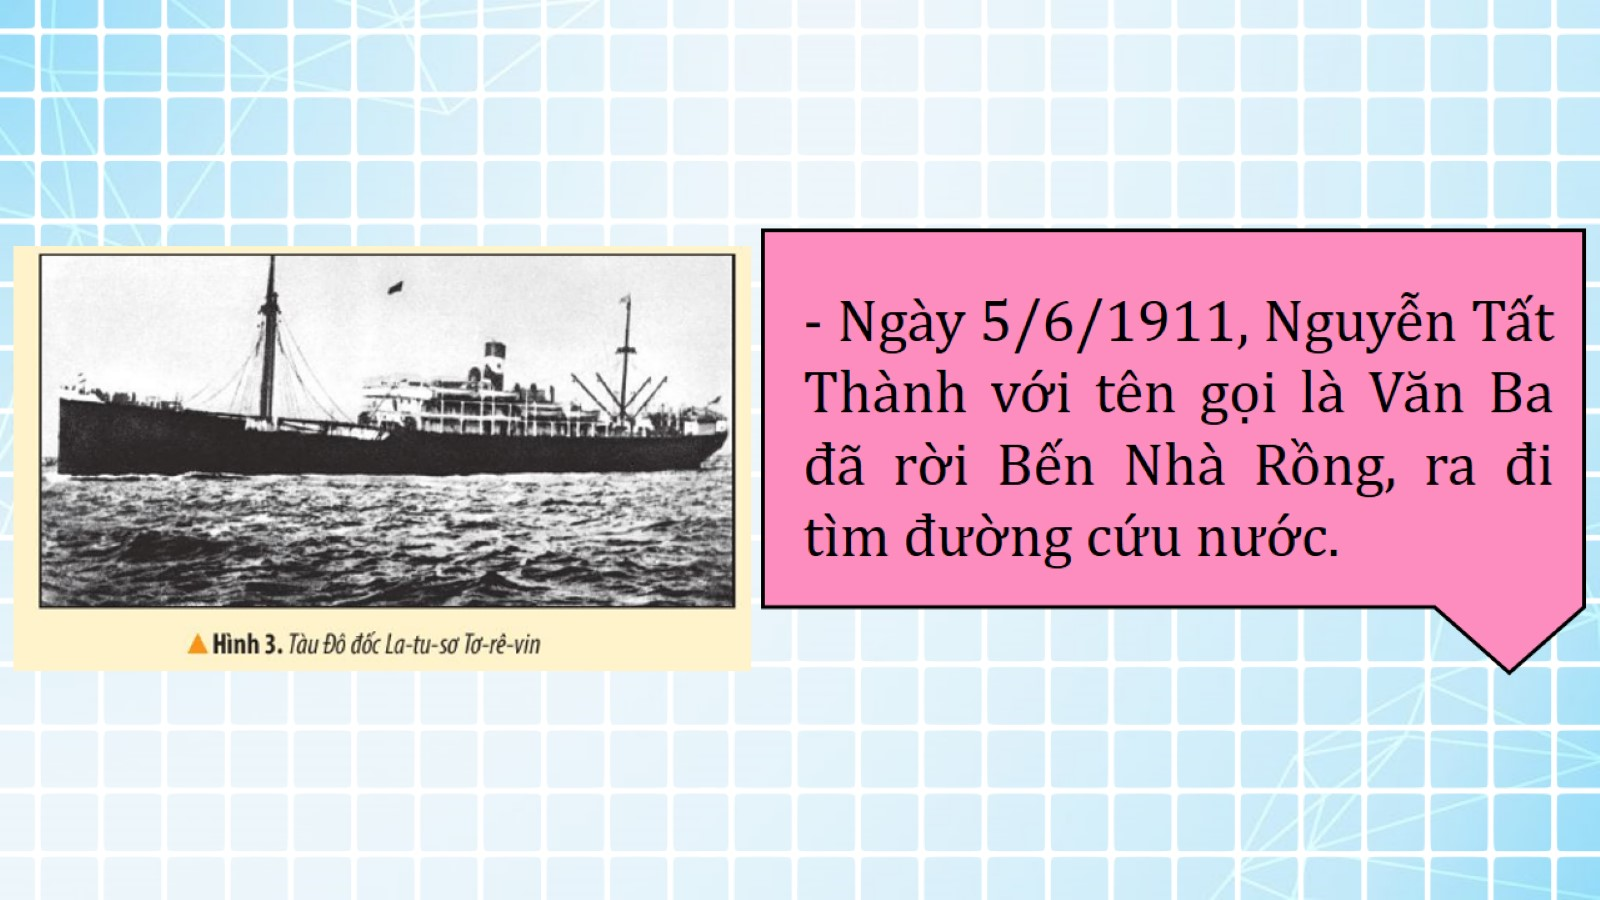 - Ngày 5/6/1911, Nguyễn Tất
Thành với tên gọi là Văn Ba
đã rời Bến Nhà Rồng, ra đi
tìm đường cứu nước.
Hình 3. Tàu Đô đốc La-tu-sơ Tơ-rê-vin